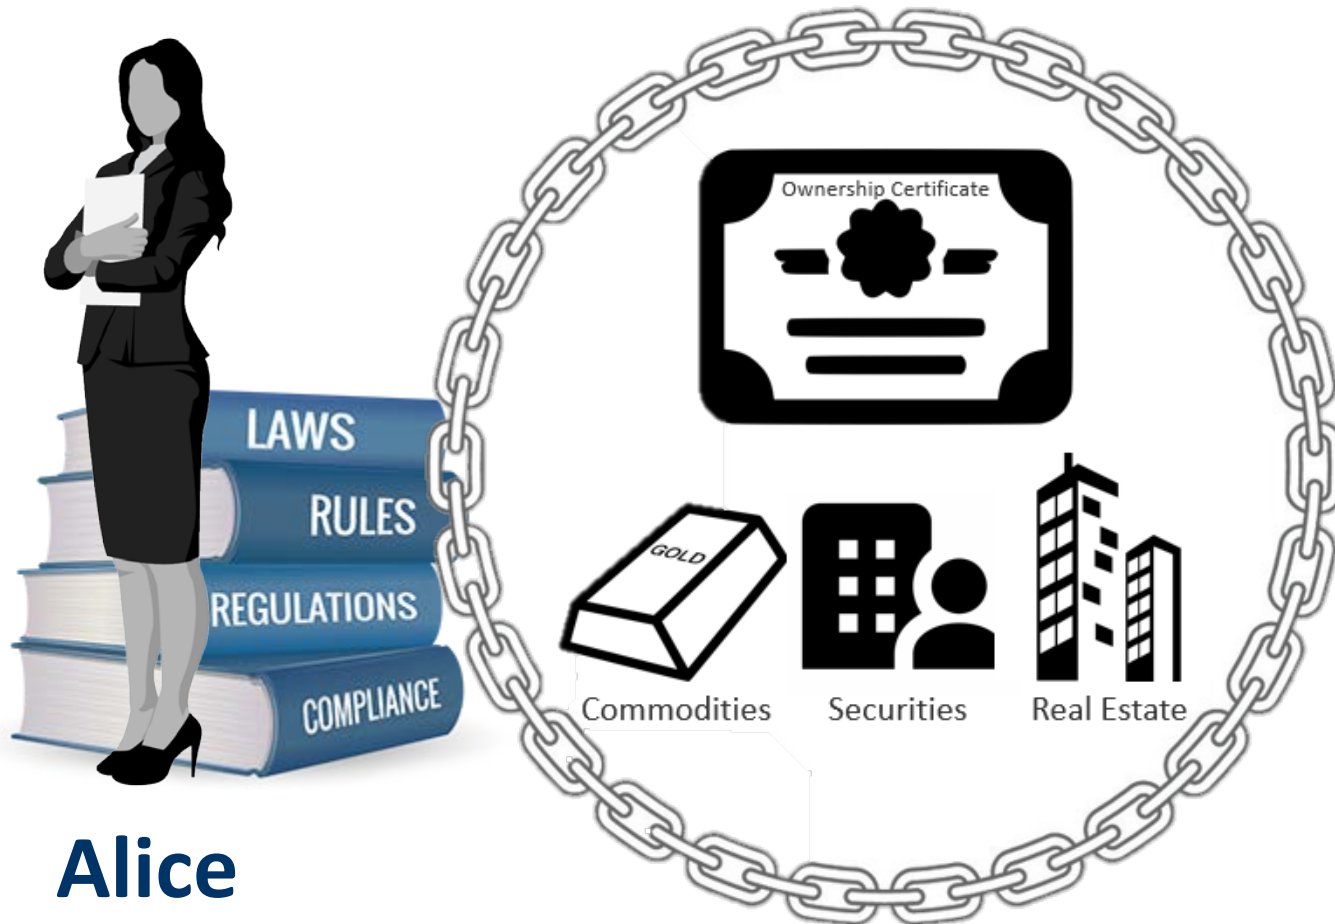 Ownership Certificate
LAWS
RULES
REGULATIONS
COMPLIANCE
GOLD
Commodities
Securities
Real Estate
Alice